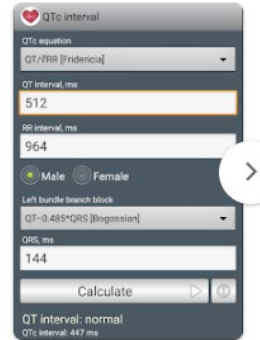 QTc interval
QTc equation
QT/∛RR [Fridericia]
QT interval, ms
512
RR interval, ms
964
Male Female
Left bundle branch block
QT-0.485*QRS [Bogossian]
QRS, ms
144
Calculate
QT interval: normal
QTc interval: 447 ms